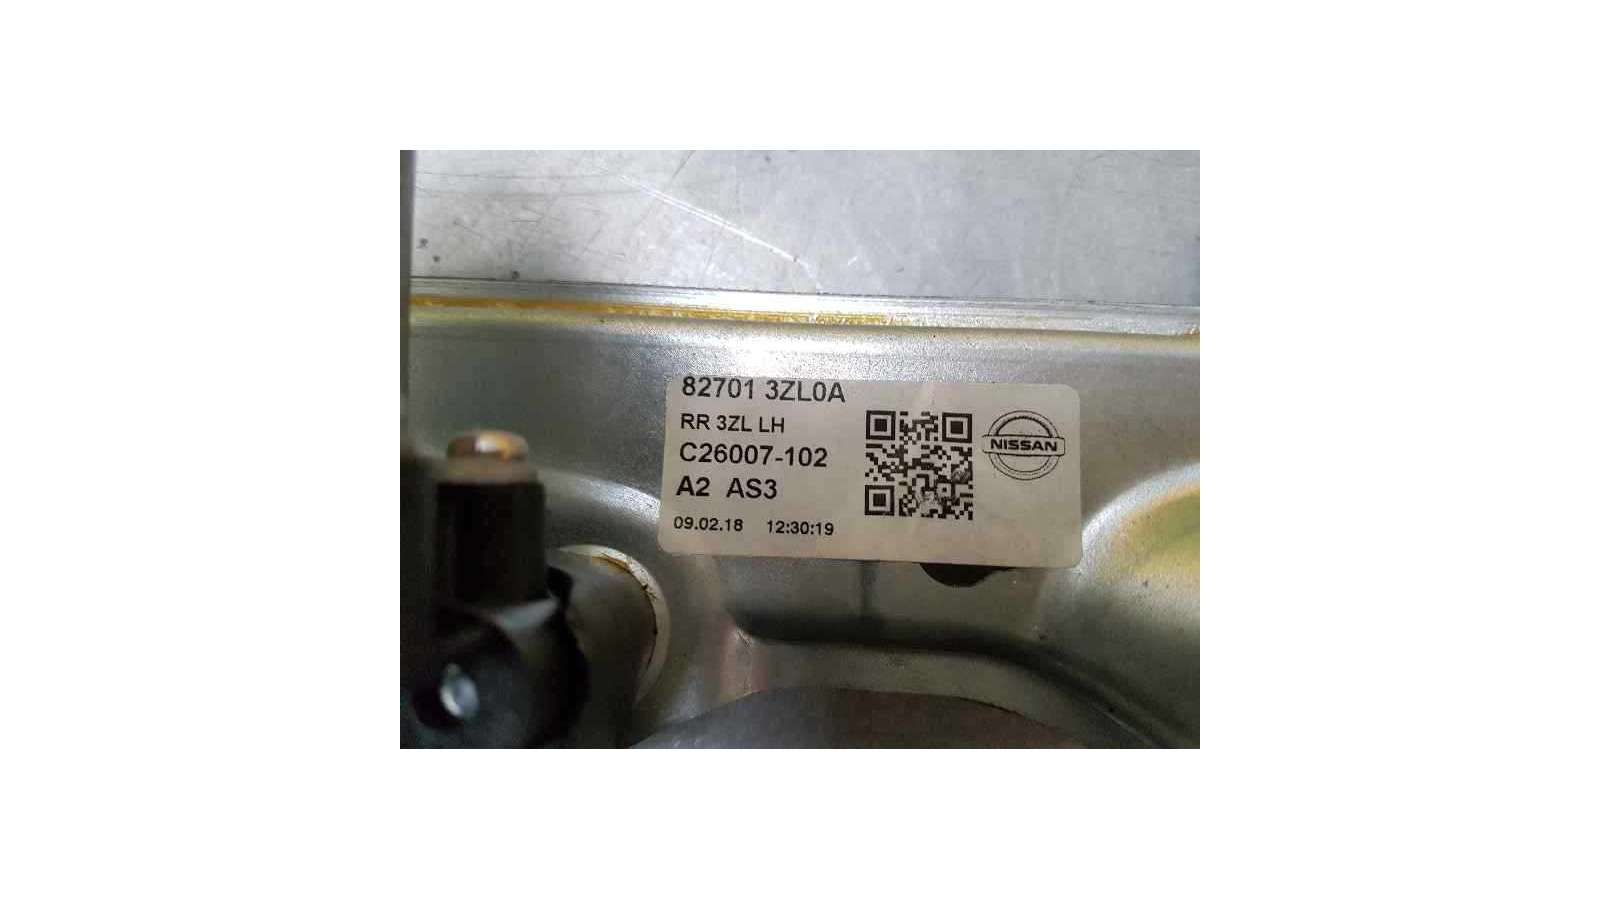 82701 3ZL0A
RR 3ZL LH
C26007-102
A2 AS3
09.02.18 12:30:19
NISSAN